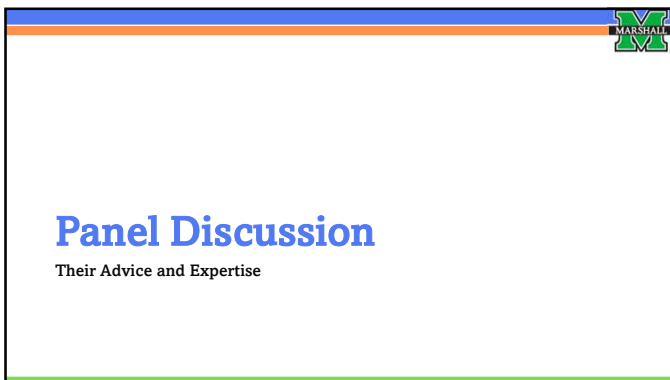 M
MARSHALL
Panel Discussion
Their Advice and Expertise